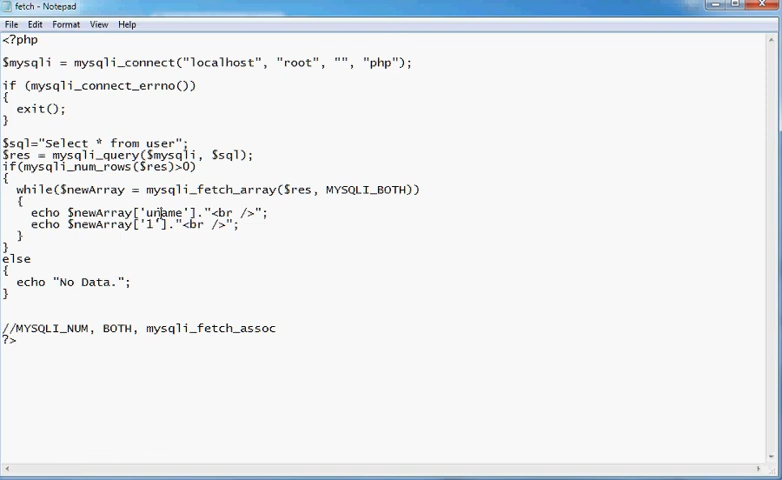 fetch - Notepad
File Edit Format View Help
<?php
$mysqli = mysqli_connect("localhost", "root", "", "php");
if (mysqli_connect_errno())
{
exit();
}
$sql="Select * from user";
$res = mysqli_query($mysqli, $sql);
if(mysqli_num_rows($res)>0)
{
while($newArray = mysqli_fetch_array($res, MYSQLI_BOTH))
{
echo $newArray['uname']."<br />";
echo $newArray['1']."<br />";
}
}
else
{
echo "No Data.";
}
//MYSQLI_NUM, BOTH, mysqli_fetch_assoc
?>